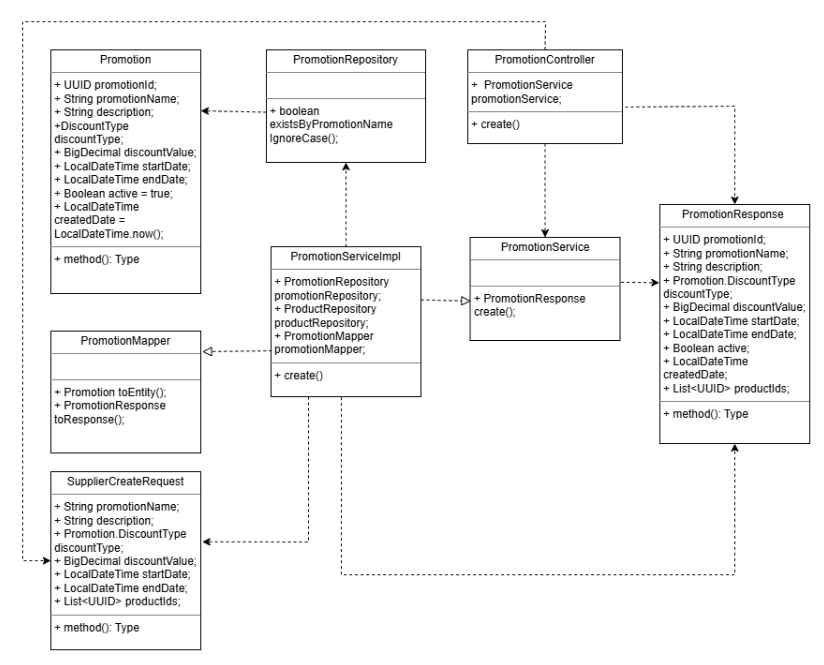 Promotion
+ UUID promotionId;
+ String promotionName;
+ String description;
+DiscountType
discountType;
+ BigDecimal discountValue;
+ LocalDateTime startDate;
+ LocalDateTime endDate;
+ Boolean active = true;
+ LocalDateTime
createdDate =
LocalDateTime.now();
+ method(): Type
PromotionRepository
+ boolean
existsByPromotionName
IgnoreCase();
PromotionController
+ PromotionService
promotionService;
+ create()
PromotionServiceImpl
+ PromotionRepository
promotionRepository;
+ ProductRepository
productRepository;
+ PromotionMapper
promotionMapper;
+ create()
PromotionService
+ PromotionResponse
create();
PromotionResponse
+ UUID promotionId;
+ String promotionName;
+ String description;
+ Promotion.DiscountType
discountType;
+ BigDecimal discountValue;
+ LocalDateTime startDate;
+ LocalDateTime endDate;
+ Boolean active;
+ LocalDateTime
createdDate;
+ List<UUID> productIds;
+ method(): Type
PromotionMapper
+ Promotion toEntity();
+ PromotionResponse
toResponse();
SupplierCreateRequest
+ String promotionName;
+ String description;
+ Promotion.DiscountType
discountType;
+ BigDecimal discountValue;
+ LocalDateTime startDate;
+ LocalDateTime endDate;
+ List<UUID> productIds;
+ method(): Type